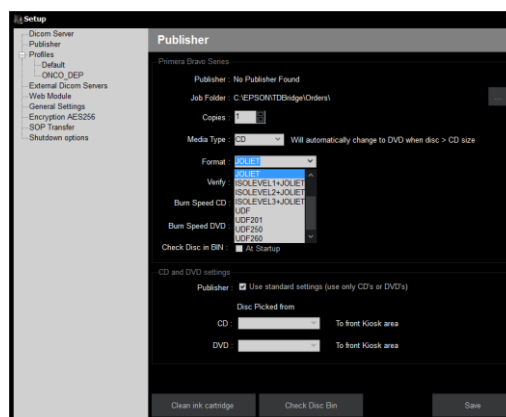 Setup
Dicom Server
Publisher
Profiles
Default
ONCO_DEP
External Dicom Servers
Web Module
General Settings
Encryption AES256
SOP Transfer
Shutdown options
Publisher
Primera Bravo Series
Publisher : No Publisher Found
Job Folder : C:\EPSON\TDBridge\Orders\
...
Copies : 1
Media Type : CD Will automatically change to DVD when disc > CD size
Format : JOLIET
JOLIET
Verify : ISOLEVEL1+JOLIET
ISOLEVEL2+JOLIET
Burn Speed CD : ISOLEVEL3+JOLIET
UDF
UDF201
Burn Speed DVD : UDF250
UDF260
Check Disc in BIN : At Startup
CD and DVD settings
Publisher : Use standard settings (use only CD's or DVD's)
Disc Picked from
CD : To front Kiosk area
DVD : To front Kiosk area
Clean ink cartridge Check Disc Bin Save